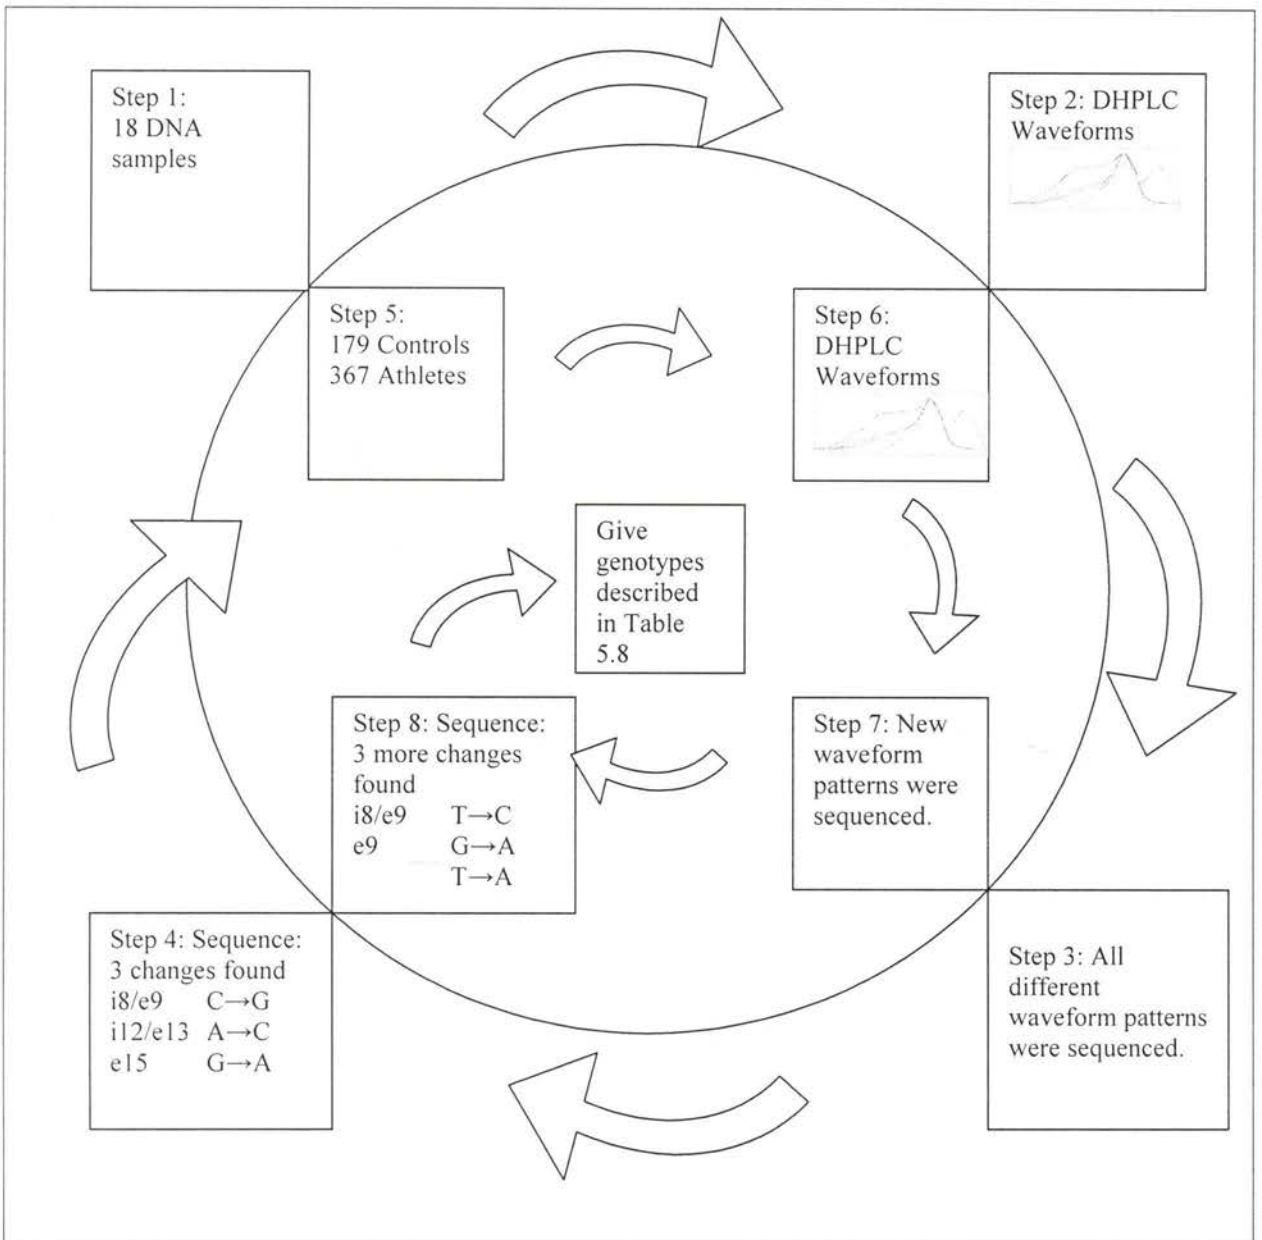 Step 1:
18 DNA
samples
Step 2: DHPLC
Waveforms
Step 5:
179 Controls
367 Athletes
Step 6:
DHPLC
Waveforms
Give
genotypes
described
in Table
5.8
Step 8: Sequence:
3 more changes
found
i8/e9 T→C
e9 G→A
T→A
Step 7: New
waveform
patterns were
sequenced.
Step 4: Sequence:
3 changes found
i8/e9 C→G
i12/e13 A→C
e15 G→A
Step 3: All
different
waveform patterns
were sequenced.